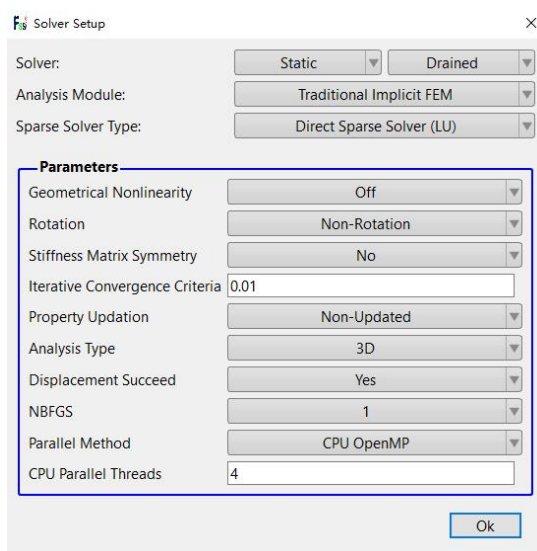 Solver Setup
Solver: Static Drained
Analysis Module: Traditional Implicit FEM
Sparse Solver Type: Direct Sparse Solver (LU)
Parameters
Geometrical Nonlinearity Off
Rotation Non-Rotation
Stiffness Matrix Symmetry No
Iterative Convergence Criteria 0.01
Property Updation Non-Updated
Analysis Type 3D
Displacement Succeed Yes
NBFGS 1
Parallel Method CPU OpenMP
CPU Parallel Threads 4
Ok